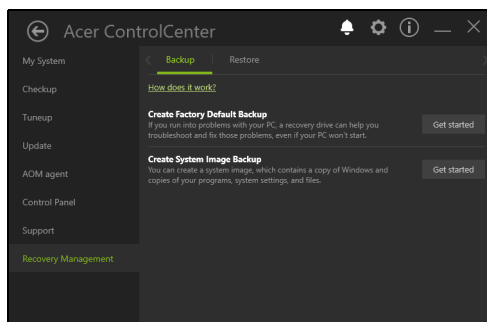 Acer ControlCenter
My System
Checkup
Tuneup
Update
AOM agent
Control Panel
Support
Recovery Management
Backup
Restore
How does it work?
Create Factory Default Backup
If you run into problems with your PC, a recovery drive can help you
troubleshoot and fix those problems, even if your PC won't start.
Get started
Create System Image Backup
You can create a system image, which contains a copy of Windows and
copies of your programs, system settings, and files.
Get started